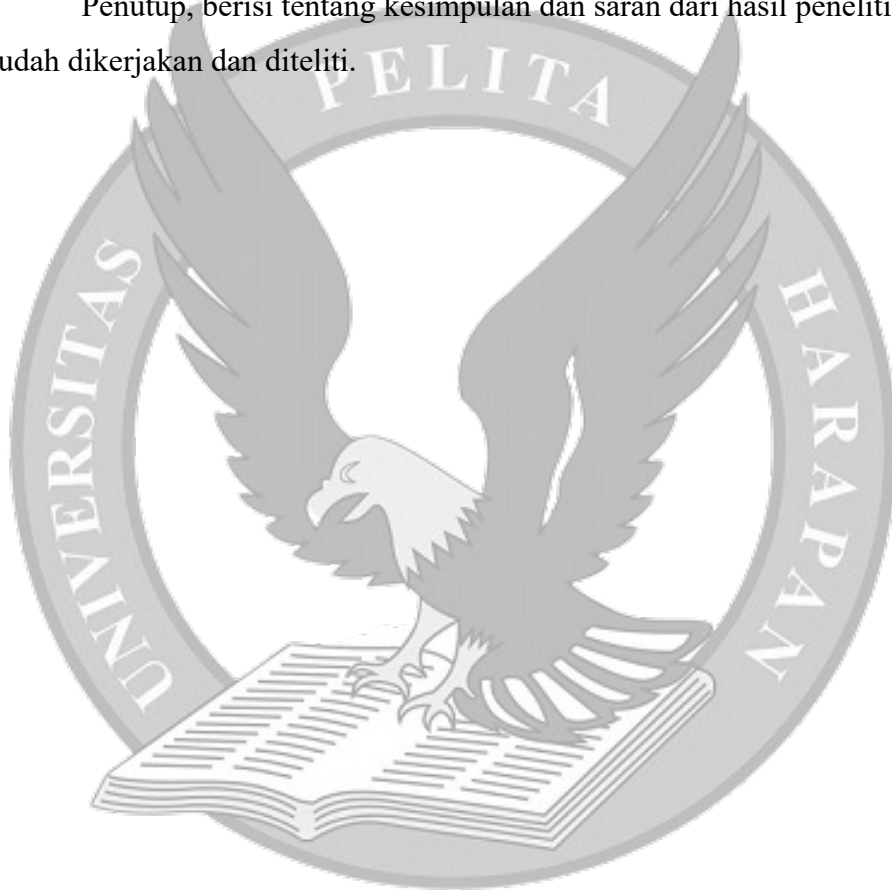 Penutup, berisi tentang kesimpulan dan saran dari hasil peneliti
udah dikerjakan dan diteliti.
UNIVERSITAS PELITA HARAPAN